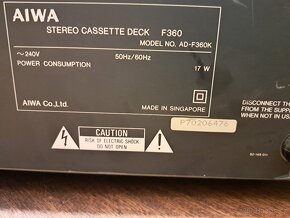 AIWA
STEREO CASSETTE DECK F360
MODEL NO. AD-F360K
~240V 50Hz/60Hz
POWER CONSUMPTION 17 W
AIWA Co.,Ltd. MADE IN SINGAPORE
P70206476
DISCONNECT THE
FROM THE SUPP
WHEN NOT IN US
CAUTION
RISK OF ELECTRIC SHOCK
DO NOT OPEN